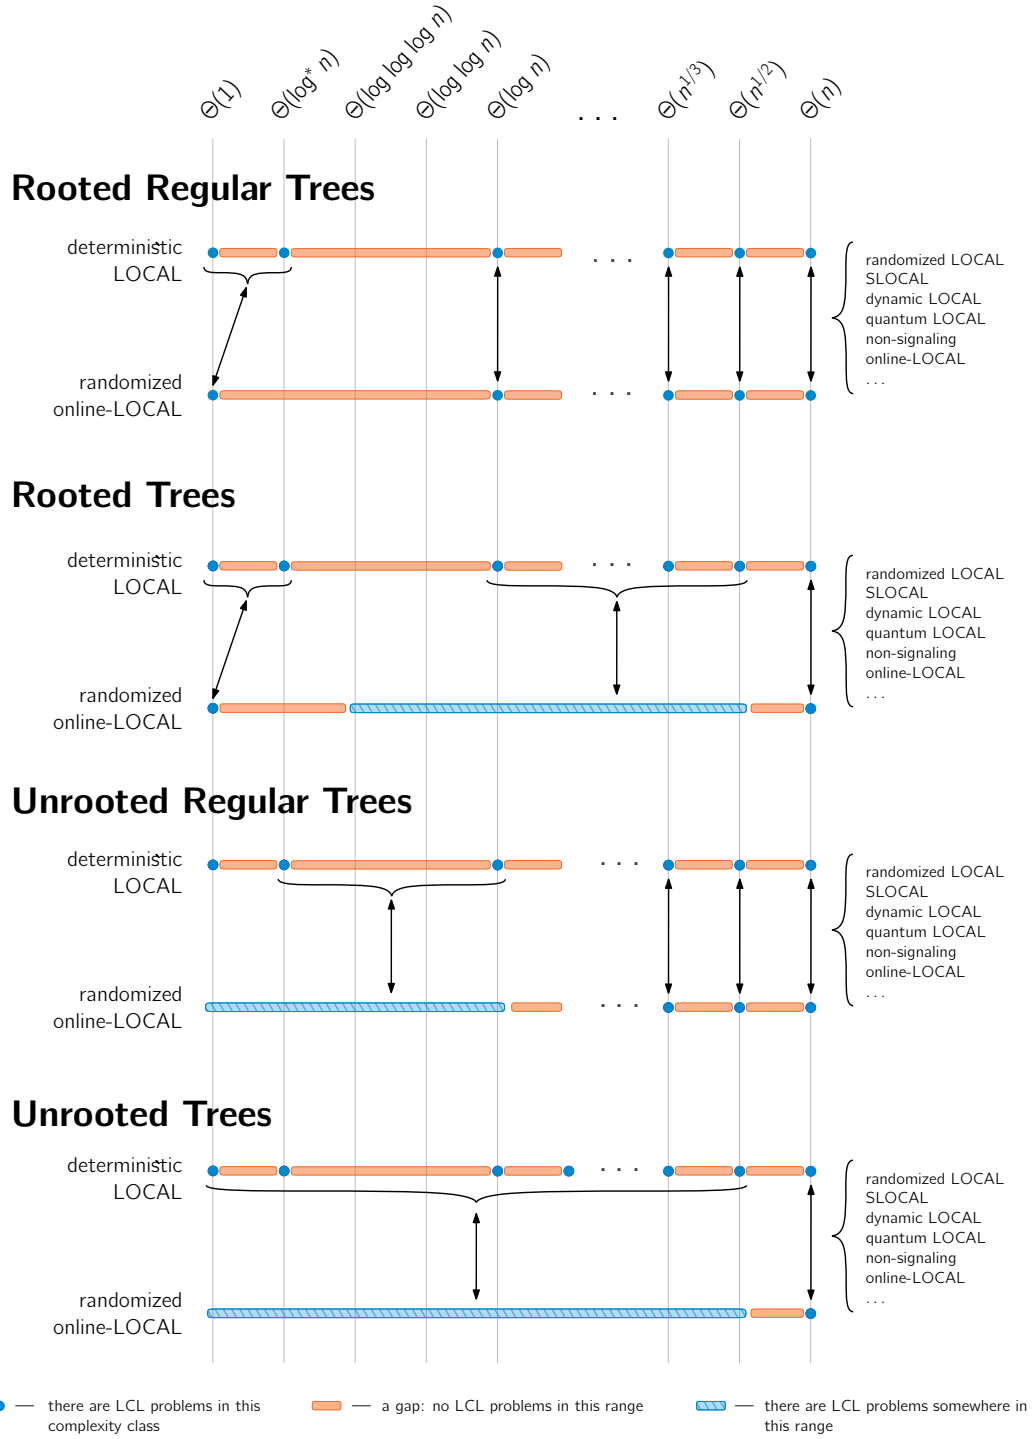 Θ(1) Θ(log* n) Θ(log log log n) Θ(log log n) Θ(log n) . . . Θ(n^{1/3}) Θ(n^{1/2}) Θ(n)
Rooted Regular Trees
deterministic
LOCAL
. . .
randomized LOCAL
SLOCAL
dynamic LOCAL
quantum LOCAL
non-signaling
online-LOCAL
. . .
randomized
online-LOCAL
. . .
Rooted Trees
deterministic
LOCAL
. . .
randomized LOCAL
SLOCAL
dynamic LOCAL
quantum LOCAL
non-signaling
online-LOCAL
. . .
randomized
online-LOCAL
Unrooted Regular Trees
deterministic
LOCAL
. . .
randomized LOCAL
SLOCAL
dynamic LOCAL
quantum LOCAL
non-signaling
online-LOCAL
. . .
randomized
online-LOCAL
. . .
Unrooted Trees
deterministic
LOCAL
. . .
randomized LOCAL
SLOCAL
dynamic LOCAL
quantum LOCAL
non-signaling
online-LOCAL
. . .
randomized
online-LOCAL
— there are LCL problems in this
complexity class
— a gap: no LCL problems in this range
— there are LCL problems somewhere in
this range